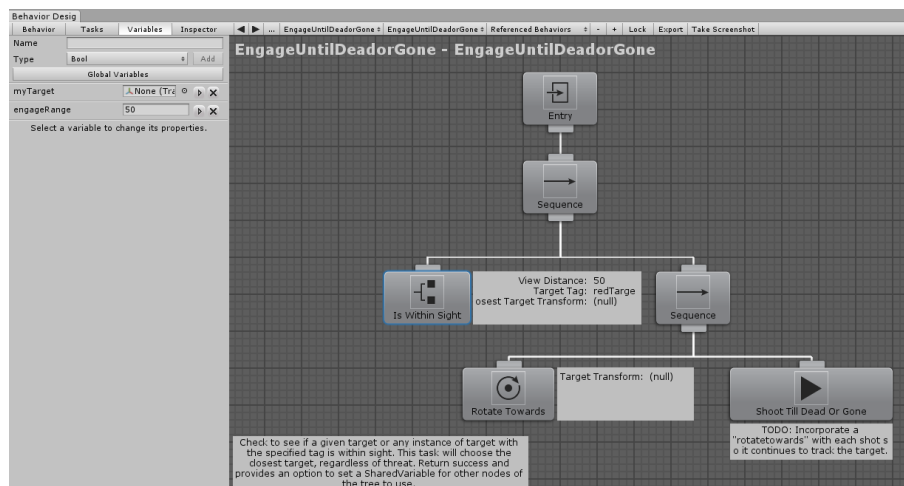 Behavior Desig
Behavior Tasks Variables Inspector
... EngageUntilDeadorGone EngageUntilDeadorGone Referenced Behaviors - + Lock Export Take Screenshot
Name
Type Bool Add
Global Variables
myTarget None (Tra
engageRange 50
Select a variable to change its properties.
EngageUntilDeadorGone - EngageUntilDeadorGone
Entry
Sequence
Is Within Sight
View Distance: 50
Target Tag: redTarge
osest Target Transform: (null)
Sequence
Rotate Towards
Target Transform: (null)
Shoot Till Dead Or Gone
TODO: Incorporate a
"rotatetowards" with each shot s
o it continues to track the target.
Check to see if a given target or any instance of target with
the specified tag is within sight. This task will choose the
closest target, regardless of threat. Return success and
provides an option to set a SharedVariable for other nodes of
the tree to use.